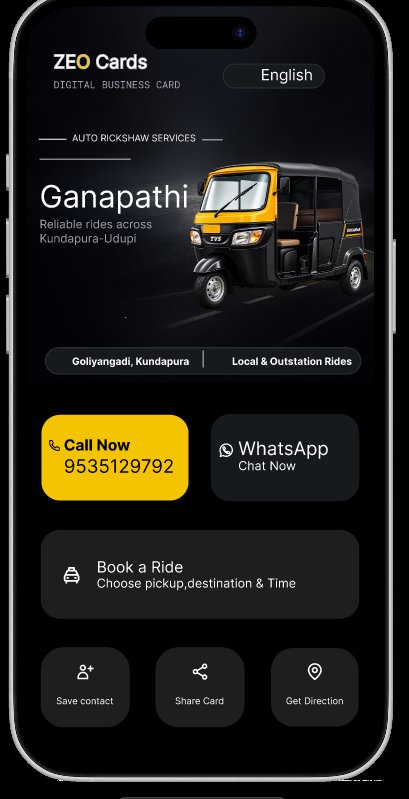 ZEO Cards
DIGITAL BUSINESS CARD
English
AUTO RICKSHAW SERVICES
Ganapathi
Reliable rides across
Kundapura-Udupi
TVS
Goliyangadi, Kundapura
Local & Outstation Rides
Call Now
9535129792
WhatsApp
Chat Now
Book a Ride
Choose pickup,destination & Time
Save contact
Share Card
Get Direction